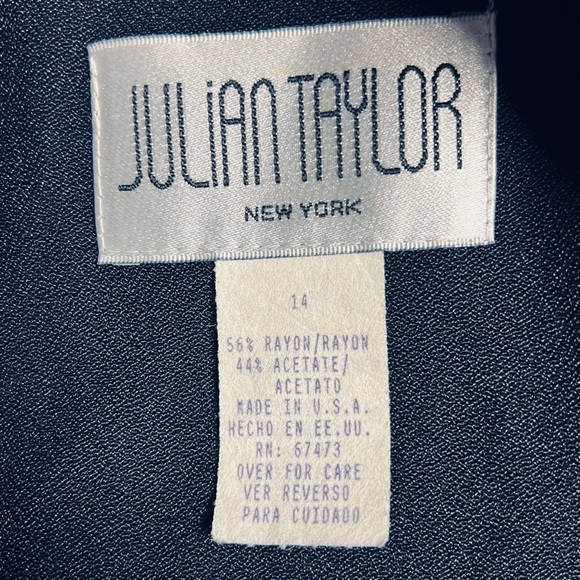 JULiAN TAYLOR
NEW YORK
14
56% RAYON/RAYON
44% ACETATE/
ACETATO
MADE IN U.S.A.
HECHO EN EE.UU.
RN: 67473
OVER FOR CARE
VER REVERSO
PARA CUIDADO